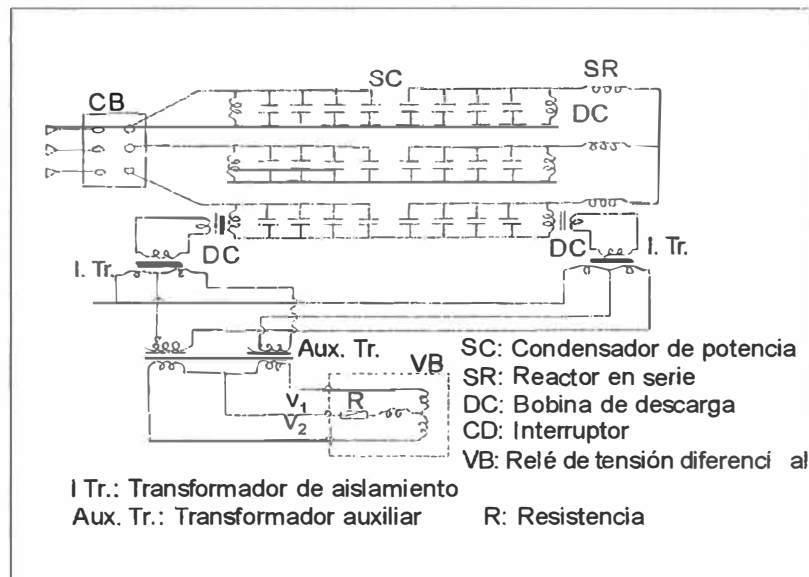 SC
SR
CB
DC
DC
DC
I. Tr.
I. Tr.
Aux. Tr.
VB
V1
R
V2
SC: Condensador de potencia
SR: Reactor en serie
DC: Bobina de descarga
CD: Interruptor
VB: Relé de tensión diferenci al
I Tr.: Transformador de aislamiento
Aux. Tr.: Transformador auxiliar R: Resistencia